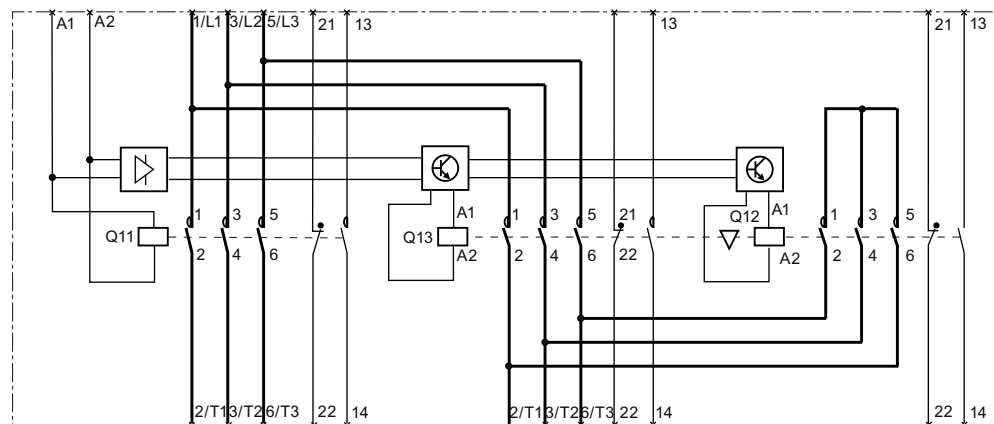 A1 A2 1/L1 3/L2 5/L3 21 13 13 21 13
1 3 5 A1 1 3 5 21 Q12 A1 1 3 5
Q11 Q13
2 4 6 A2 2 4 6 22 A2 2 4 6
2/T1 3/T2 6/T3 22 14 2/T1 3/T2 6/T3 22 14 22 14